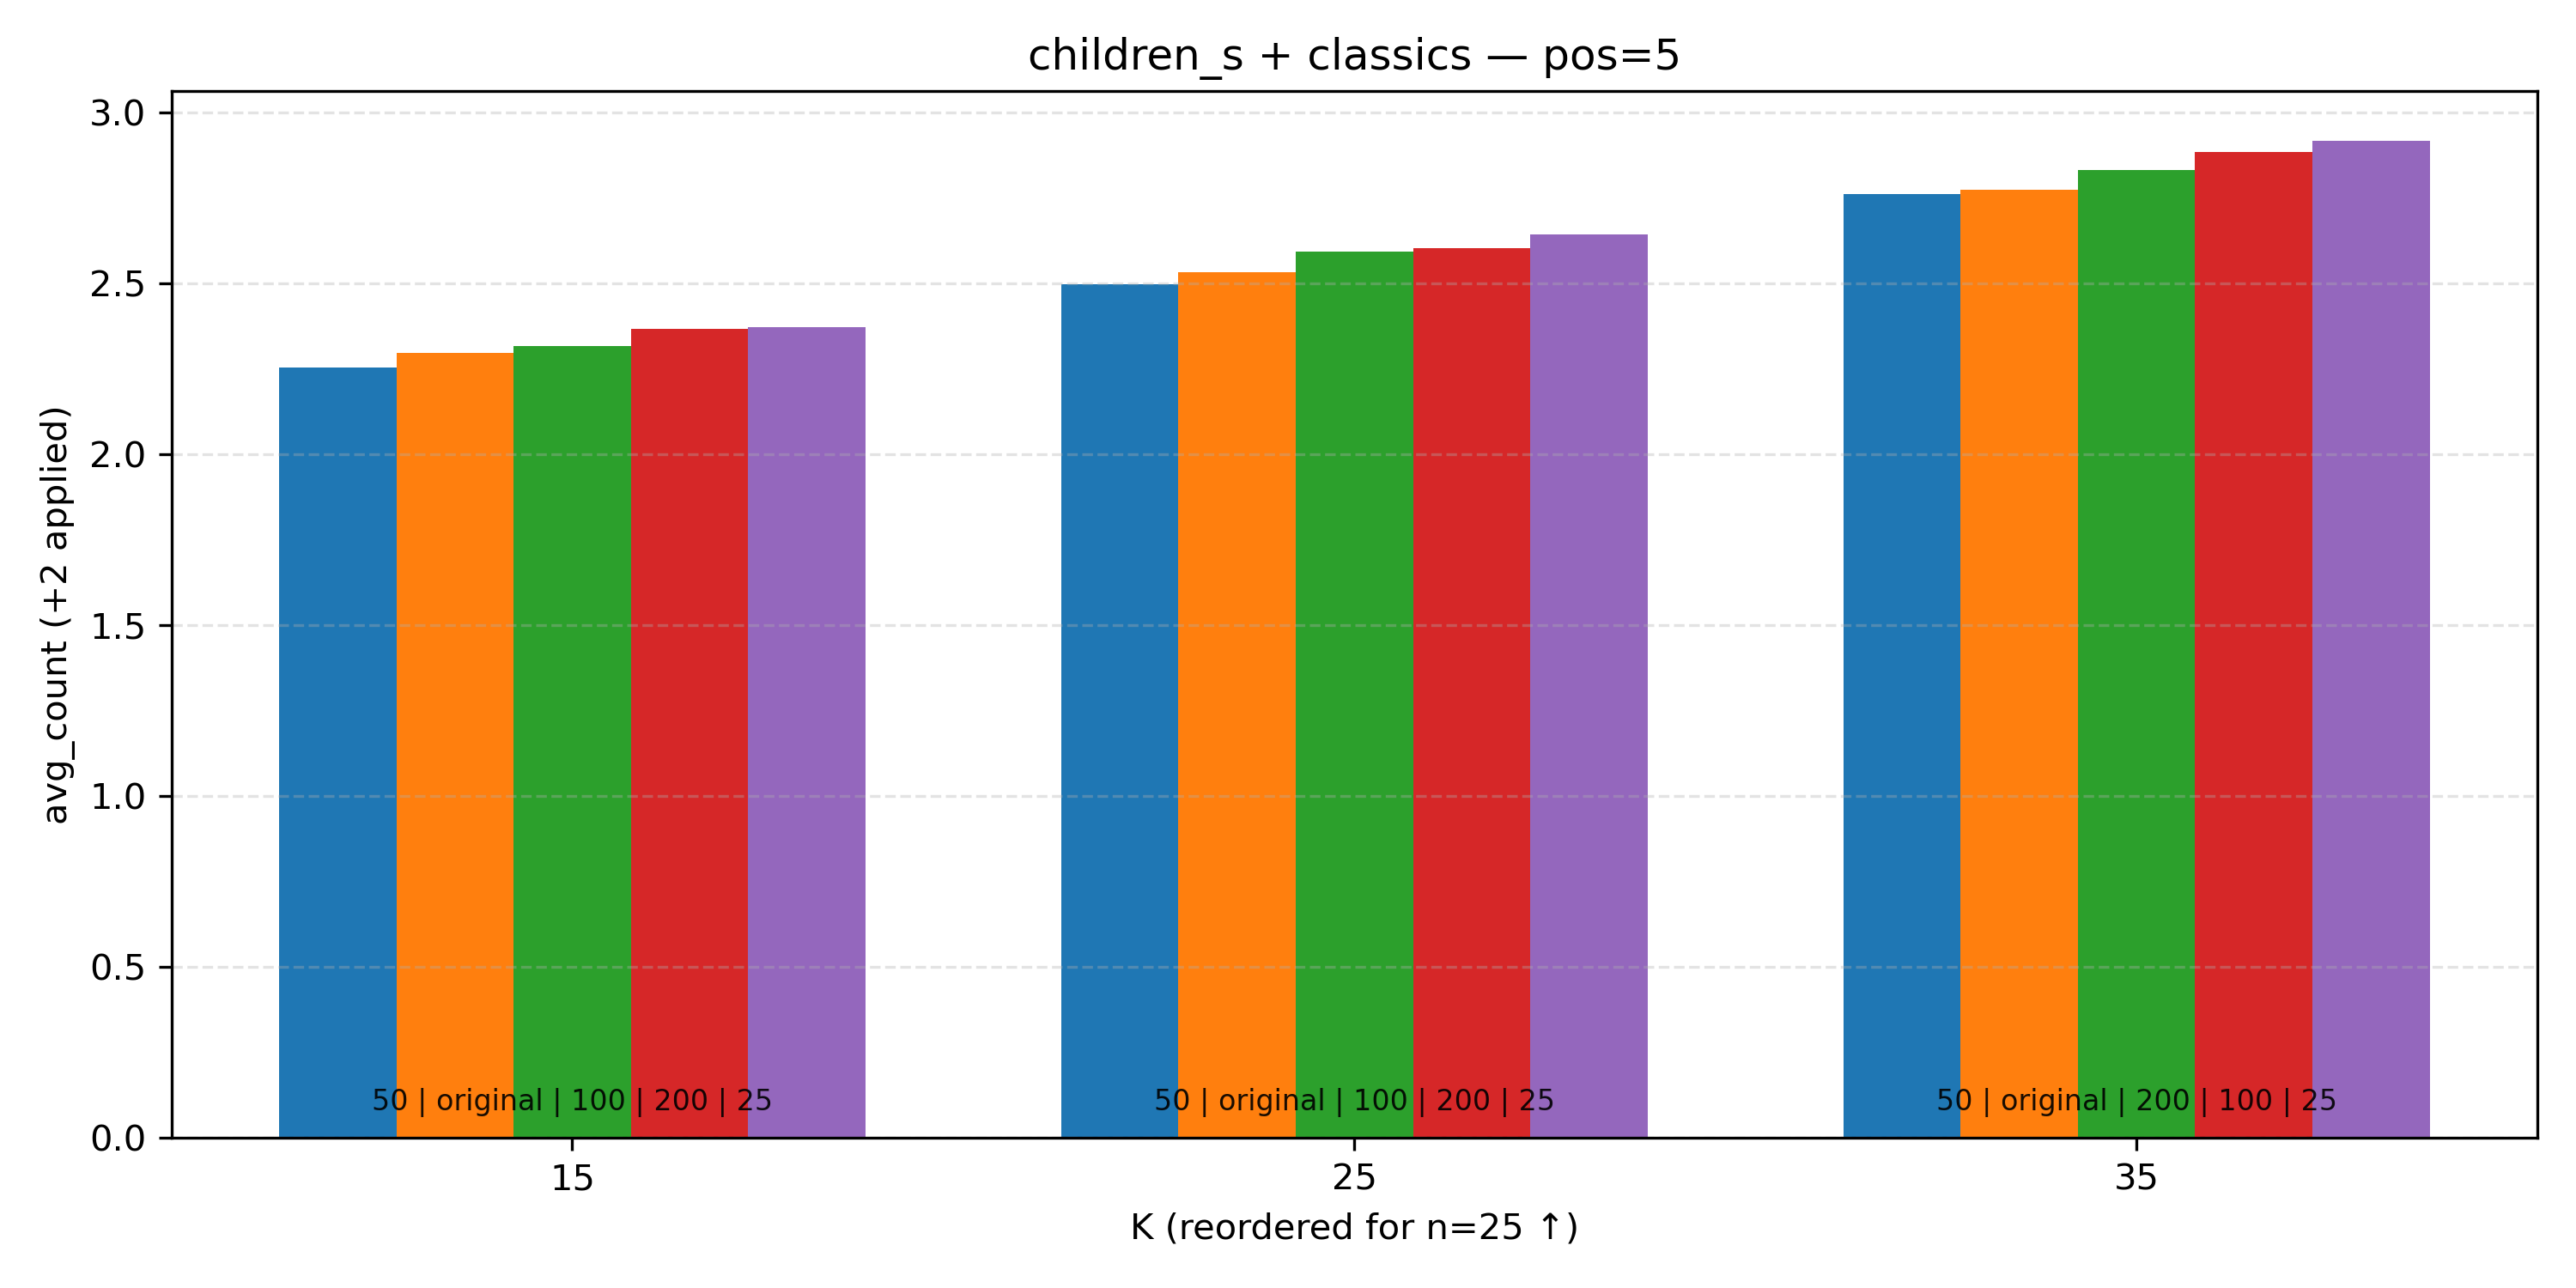 children_s + classics — pos=5
avg_count (+2 applied)
3.0
2.5
2.0
1.5
1.0
0.5
0.0
50 | original | 100 | 200 | 25
50 | original | 100 | 200 | 25
50 | original | 200 | 100 | 25
15
25
35
K (reordered for n=25 ↑)